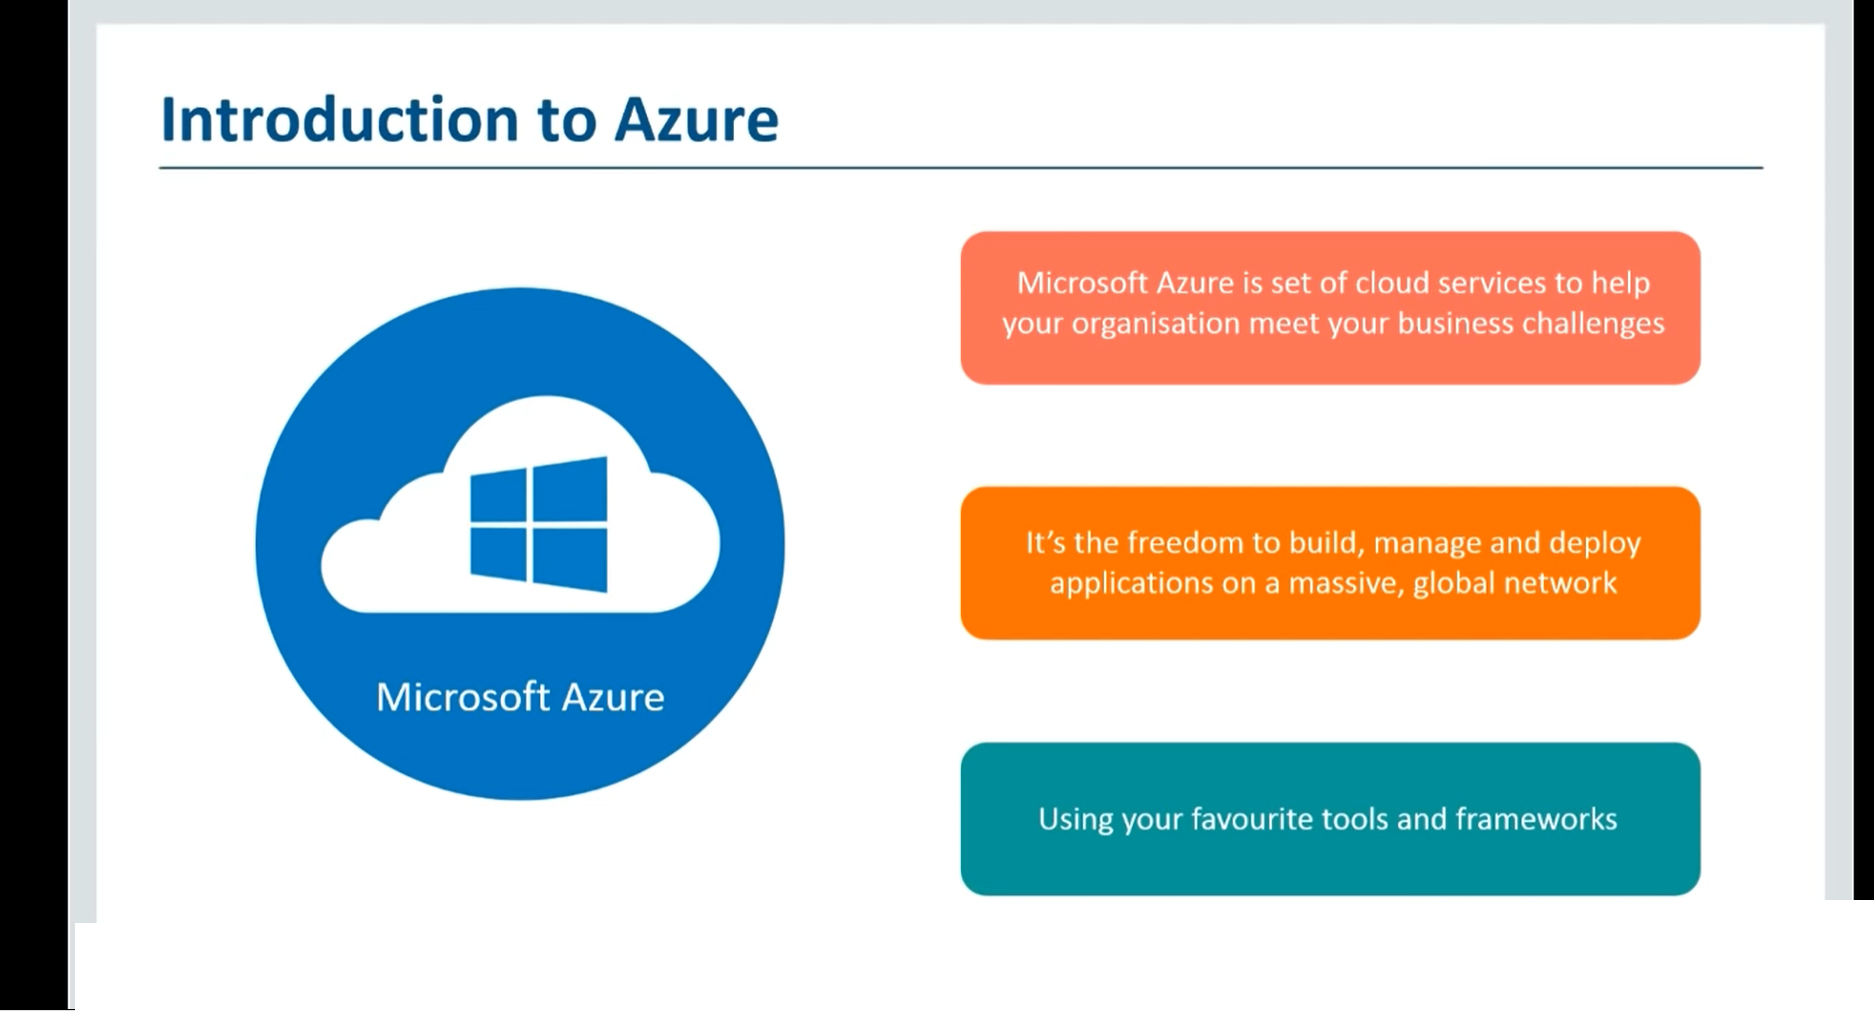 Introduction to Azure
Microsoft Azure
Microsoft Azure is set of cloud services to help
your organisation meet your business challenges
It’s the freedom to build, manage and deploy
applications on a massive, global network
Using your favourite tools and frameworks